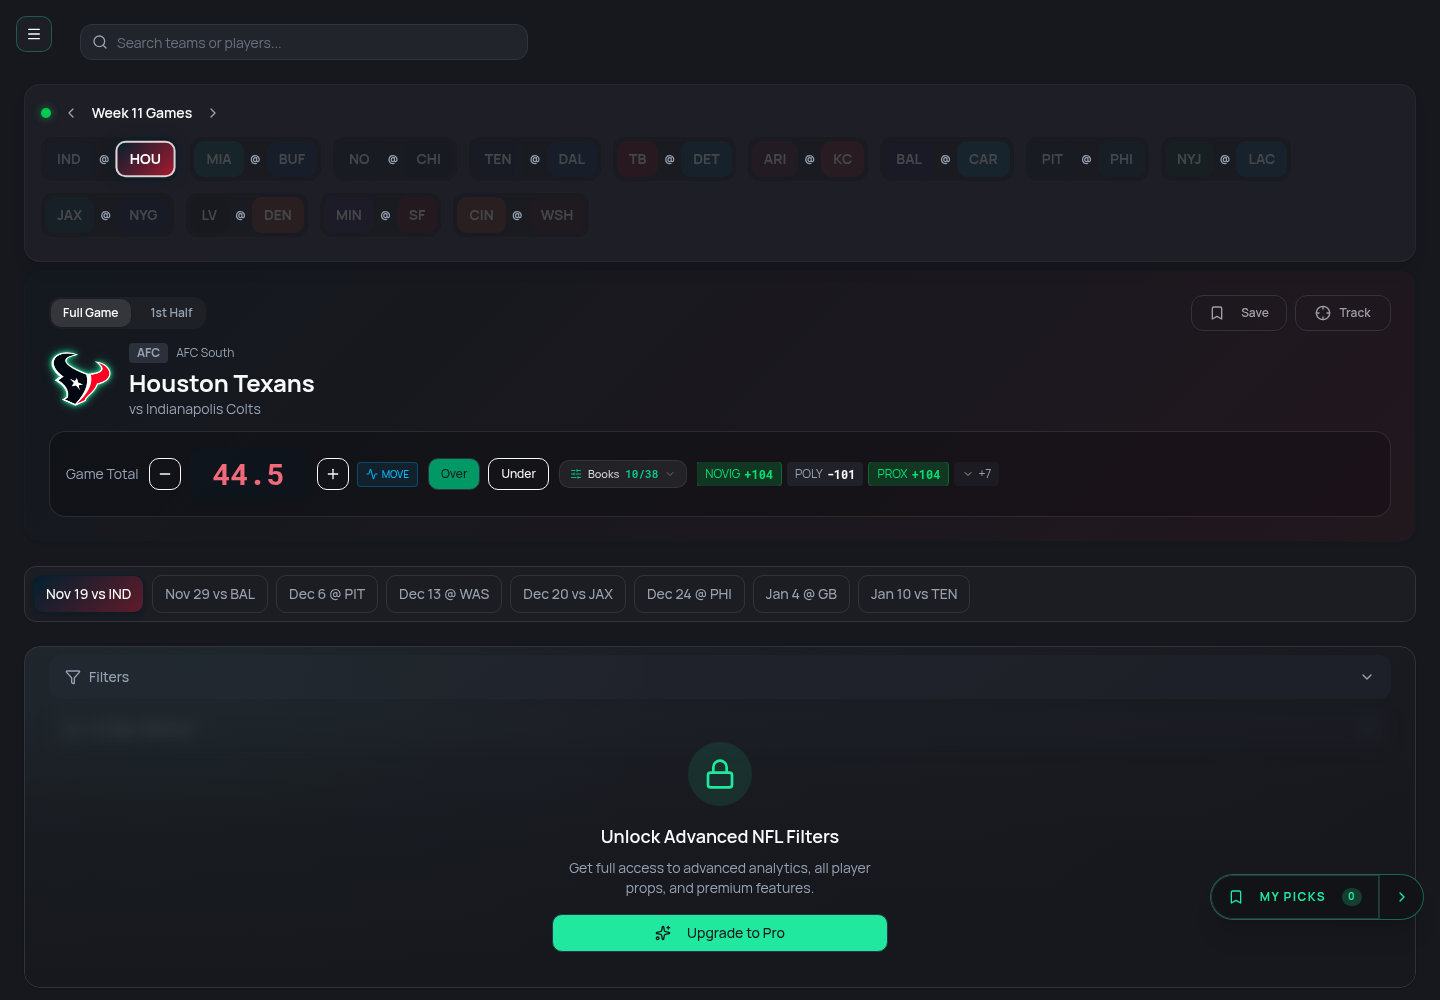 Search teams or players...
Week 11 Games
IND @ HOU MIA @ BUF NO @ CHI TEN @ DAL TB @ DET ARI @ KC BAL @ CAR PIT @ PHI NYJ @ LAC
JAX @ NYG LV @ DEN MIN @ SF CIN @ WSH
Full Game 1st Half Save Track
AFC AFC South
Houston Texans
vs Indianapolis Colts
Game Total 44.5 MOVE Over Under Books 10/38 NOVIG +104 POLY -101 PROX +104 +7
Nov 19 vs IND Nov 29 vs BAL Dec 6 @ PIT Dec 13 @ WAS Dec 20 vs JAX Dec 24 @ PHI Jan 4 @ GB Jan 10 vs TEN
Filters
Unlock Advanced NFL Filters
Get full access to advanced analytics, all player
props, and premium features.
MY PICKS 0
Upgrade to Pro